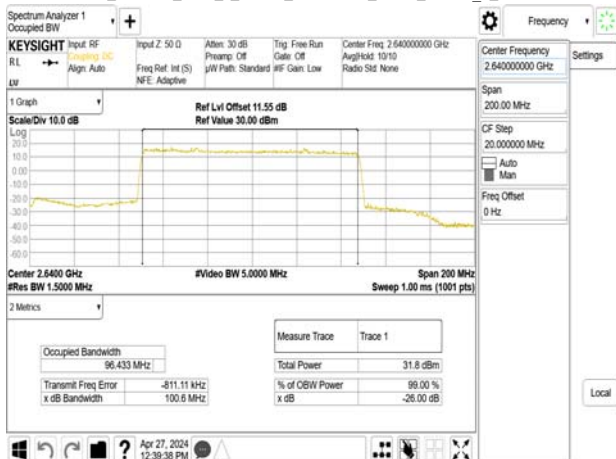 Spectrum Analyzer 1
Occupied BW
Frequency
KEYSIGHT
Input: RF
Input Z: 50 Ω
Atten: 30 dB
Trig: Free Run
Center Freq: 2.640000000 GHz
RL
Coupling: DC
Preamp: Off
Gate: Off
Avg|Hold: 10/10
Align: Auto
Freq Ref: Int (S)
µW Path: Standard
#IF Gain: Low
Radio Std: None
NFE: Adaptive
Center Frequency
2.640000000 GHz
Settings
Span
200.00 MHz
CF Step
20.000000 MHz
Auto
Man
Freq Offset
0 Hz
1 Graph
Ref Lvl Offset 11.55 dB
Scale/Div 10.0 dB
Ref Value 30.00 dBm
Log
20.0
10.0
0.00
-10.0
-20.0
-30.0
-40.0
-50.0
-60.0
Center 2.6400 GHz
#Video BW 5.0000 MHz
Span 200 MHz
#Res BW 1.5000 MHz
Sweep 1.00 ms (1001 pts)
2 Metrics
Measure Trace
Trace 1
Occupied Bandwidth
96.433 MHz
Total Power
31.8 dBm
Transmit Freq Error
-811.11 kHz
% of OBW Power
99.00 %
x dB Bandwidth
100.6 MHz
x dB
-26.00 dB
Local
?
Apr 27, 2024
12:39:38 PM